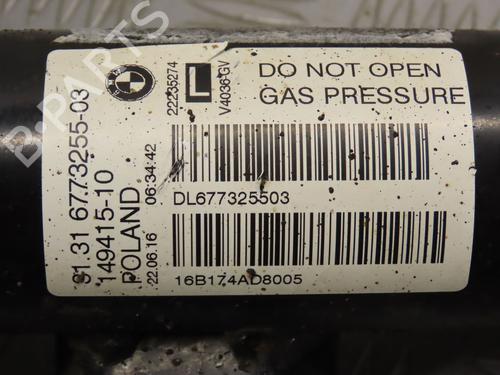 S1.31 6773255-03
149415-10
POLAND
22.06.16 06:34:42
22235274
L
V4036 GV
DO NOT OPEN
GAS PRESSURE
DL677325503
16B174AD8005
B-PARTS